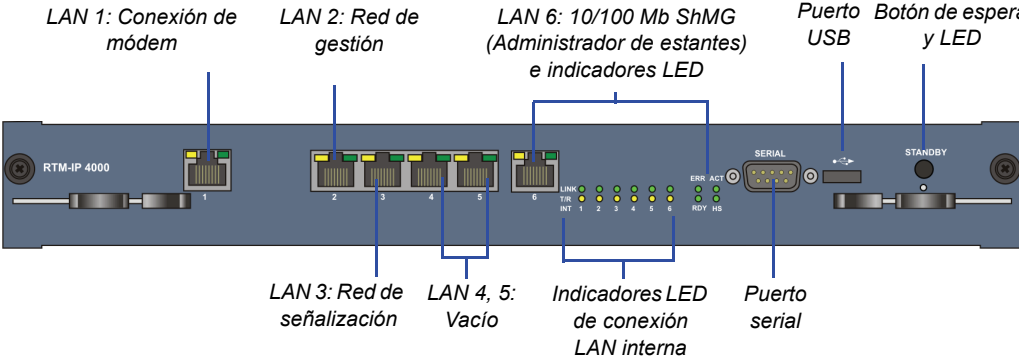 LAN 1: Conexión de
módem
LAN 2: Red de
gestión
LAN 6: 10/100 Mb ShMG
(Administrador de estantes)
e indicadores LED
Puerto
USB
Botón de espera
y LED
RTM-IP 4000
1
2
3
4
5
6
LINK
T/R
INT 1 2 3 4 5 6
ERR ACT
RDY HS
SERIAL
STANDBY
LAN 3: Red de
señalización
LAN 4, 5:
Vacío
Indicadores LED
de conexión
LAN interna
Puerto
serial